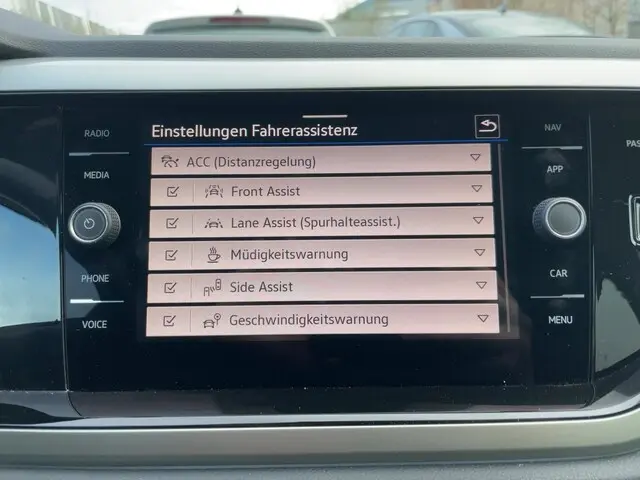 RADIO
MEDIA
PHONE
VOICE
Einstellungen Fahrerassistenz
ACC (Distanzregelung)
Front Assist
Lane Assist (Spurhalteassist.)
Müdigkeitswarnung
Side Assist
Geschwindigkeitswarnung
NAV
APP
CAR
MENU
PAS